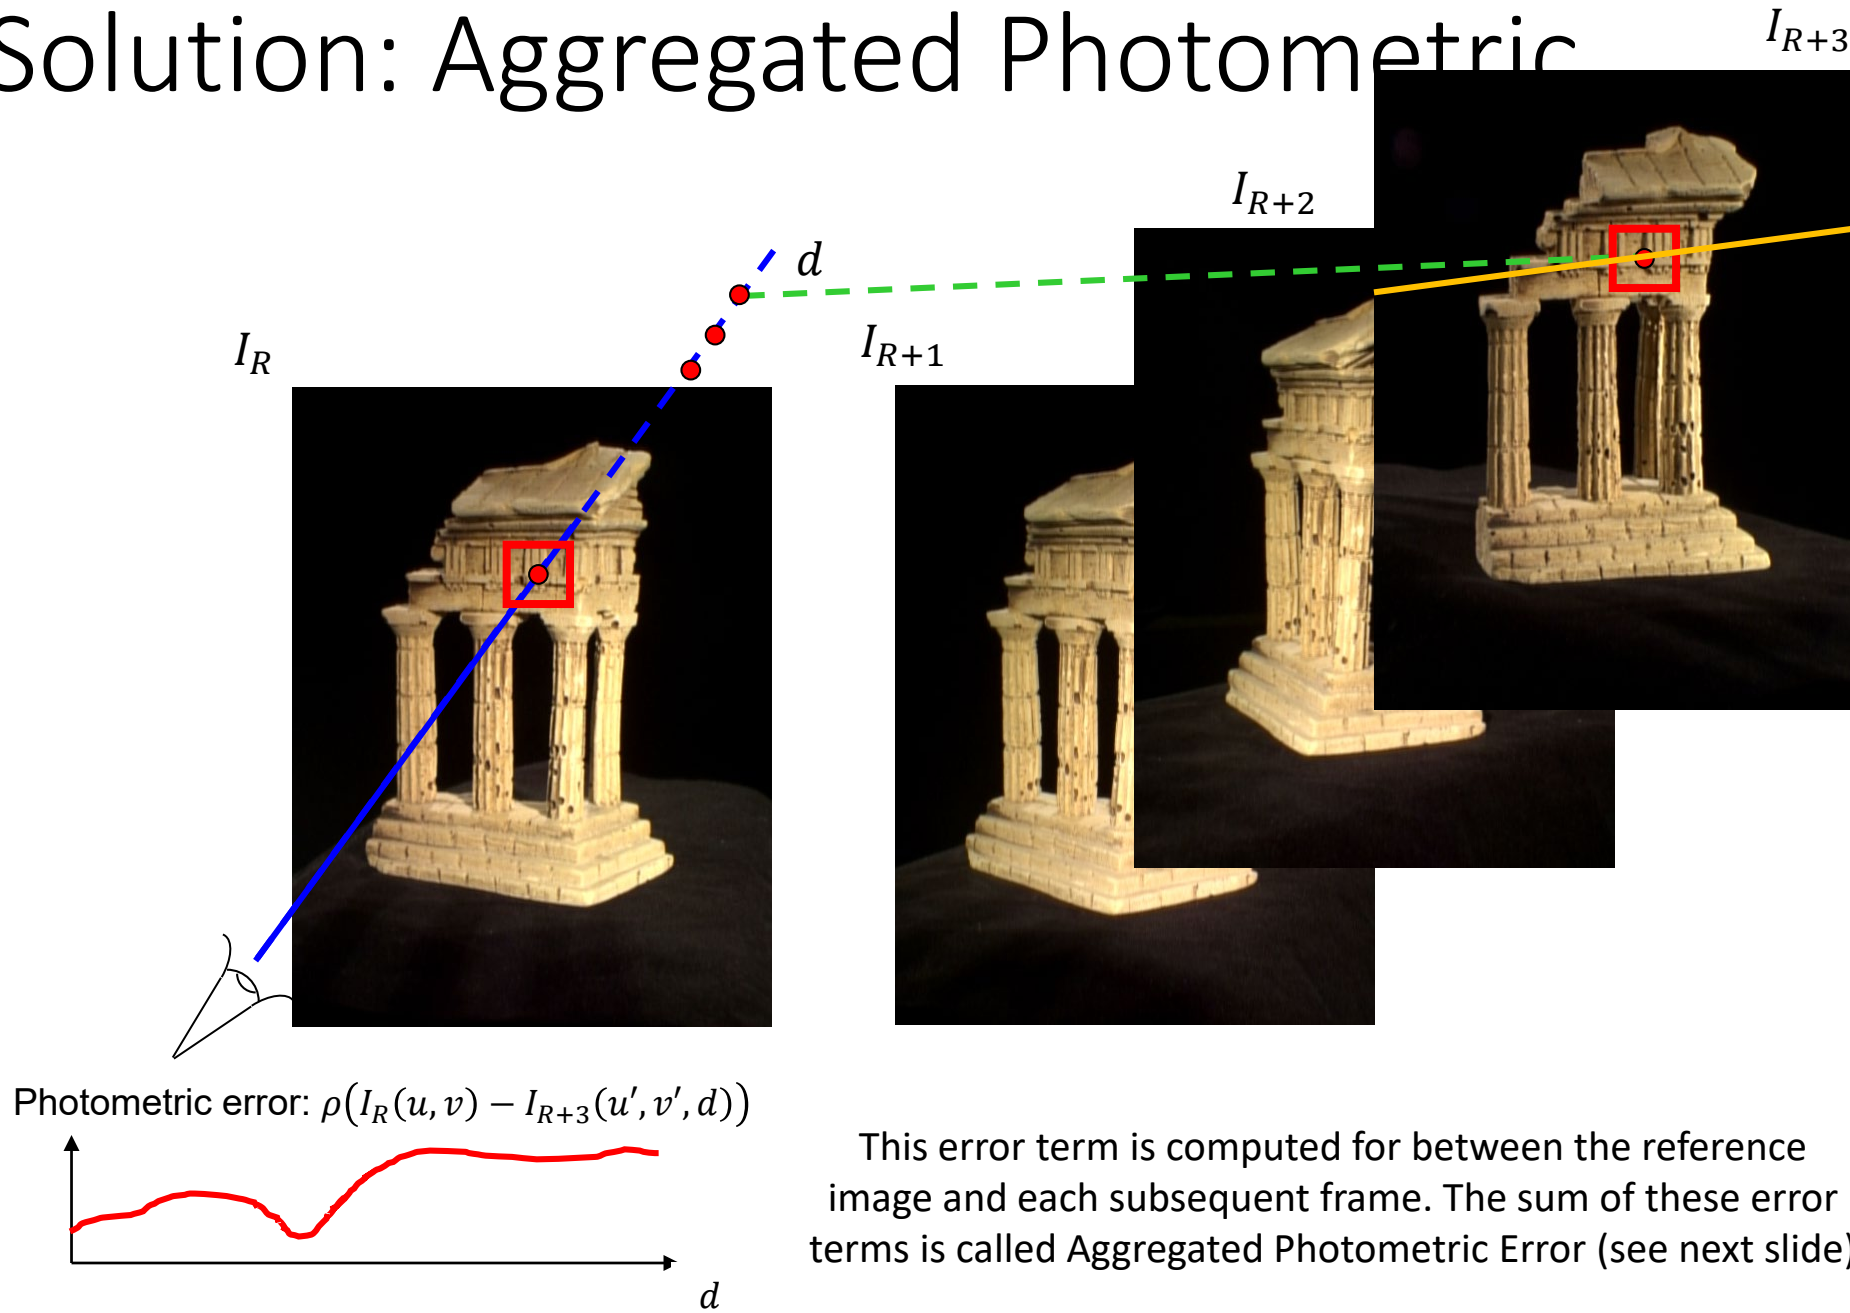 Solution: Aggregated Photometric
I_{R+3}
I_{R+2}
d
I_R
I_{R+1}
Photometric error: ρ(I_R(u, v) − I_{R+3}(u′, v′, d))
d
This error term is computed for between the reference
image and each subsequent frame. The sum of these error
terms is called Aggregated Photometric Error (see next slide)